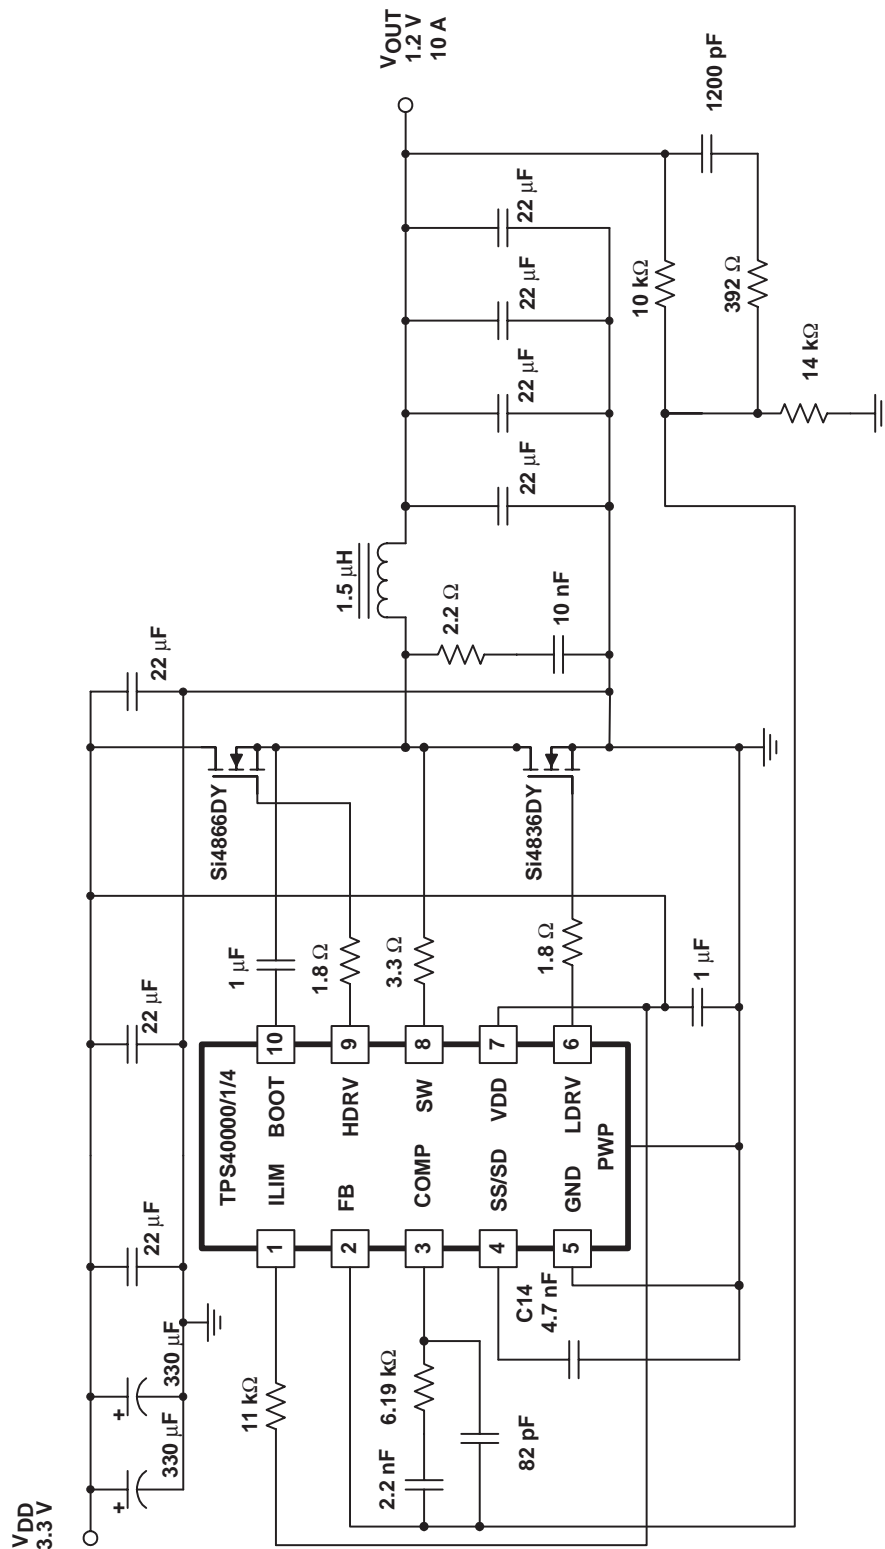 VDD
3.3 V
330 μF
330 μF
22 μF
22 μF
22 μF
TPS40000/1/4
ILIM
BOOT
FB
HDRV
COMP
SW
SS/SD
VDD
GND
LDRV
PWP
1
2
3
4
5
10
9
8
7
6
11 kΩ
6.19 kΩ
2.2 nF
82 pF
C14
4.7 nF
1 μF
1.8 Ω
3.3 Ω
1.8 Ω
1 μF
Si4866DY
Si4836DY
1.5 μH
2.2 Ω
10 nF
22 μF
22 μF
22 μF
22 μF
VOUT
1.2 V
10 A
10 kΩ
392 Ω
1200 pF
14 kΩ